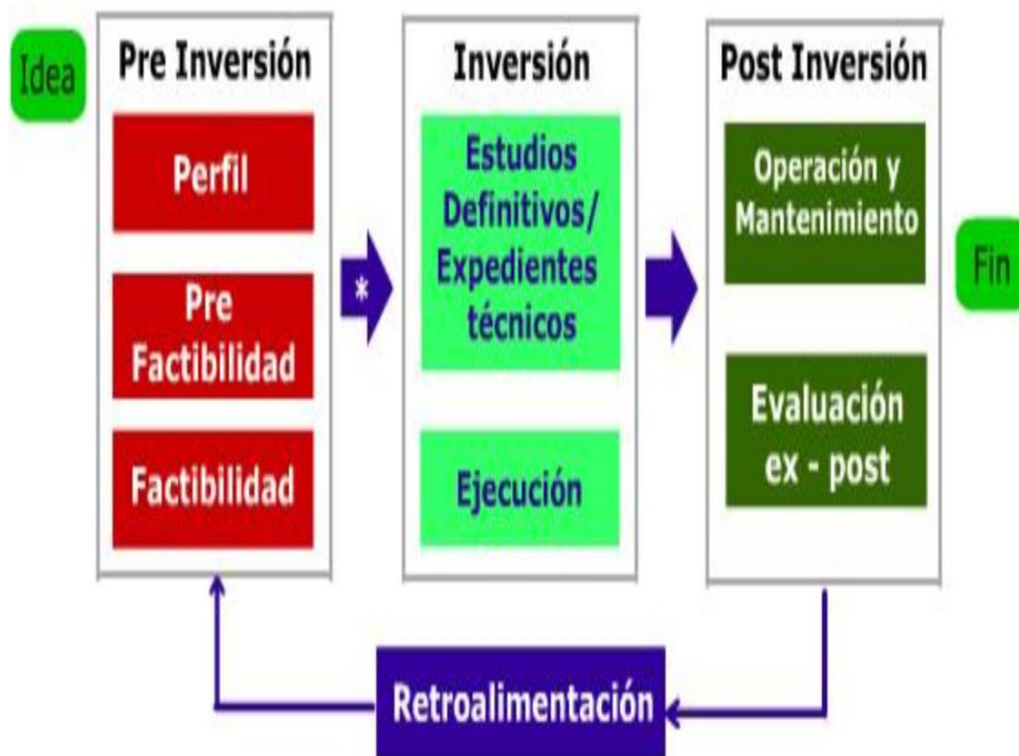 Idea
Pre Inversión
Perfil
Pre
Factibilidad
Factibilidad
*
Inversión
Estudios
Definitivos/
Expedientes
técnicos
Ejecución
Post Inversión
Operación y
Mantenimiento
Evaluación
ex - post
Fin
Retroalimentación